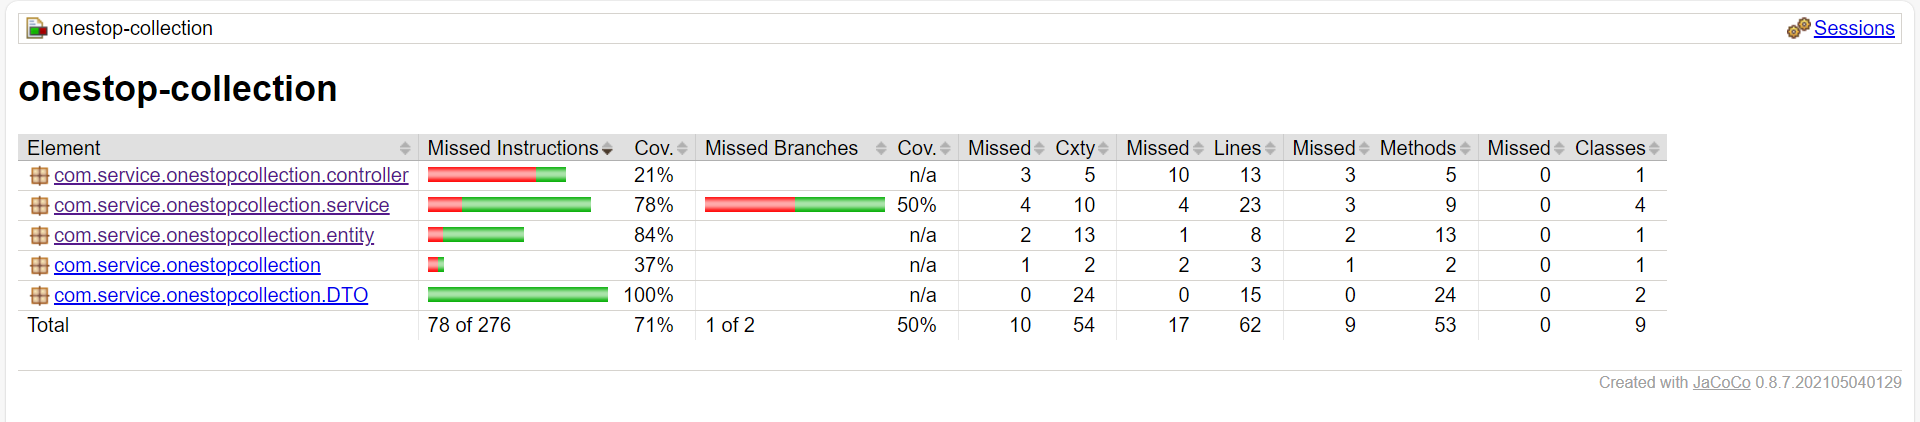 onestop-collection Sessions
onestop-collection
Element Missed Instructions Cov. Missed Branches Cov. Missed Cxty Missed Lines Missed Methods Missed Classes
com.service.onestopcollection.controller 21% n/a 3 5 10 13 3 5 0 1
com.service.onestopcollection.service 78% 50% 4 10 4 23 3 9 0 4
com.service.onestopcollection.entity 84% n/a 2 13 1 8 2 13 0 1
com.service.onestopcollection 37% n/a 1 2 2 3 1 2 0 1
com.service.onestopcollection.DTO 100% n/a 0 24 0 15 0 24 0 2
Total 78 of 276 71% 1 of 2 50% 10 54 17 62 9 53 0 9
Created with JaCoCo 0.8.7.202105040129